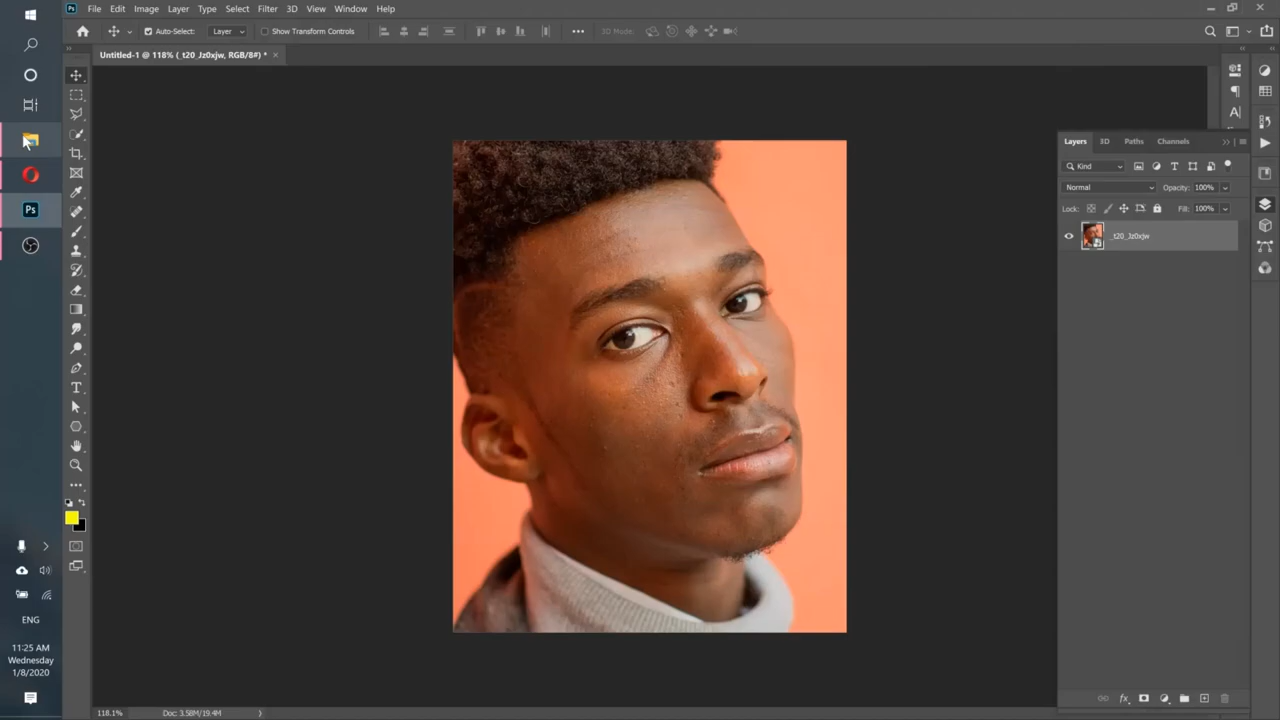 Ps File Edit Image Layer Type Select Filter 3D View Window Help
Auto-Select: Layer Show Transform Controls 3D Mode:
Untitled-1 @ 118% (_t20_Jz0xjw, RGB/8#) *
Layers 3D Paths Channels
Kind
Normal Opacity: 100%
Lock: Fill: 100%
_t20_Jz0xjw
Ps
ENG
11:25 AM
Wednesday
1/8/2020
118.1% Doc: 3.58M/19.4M
fx